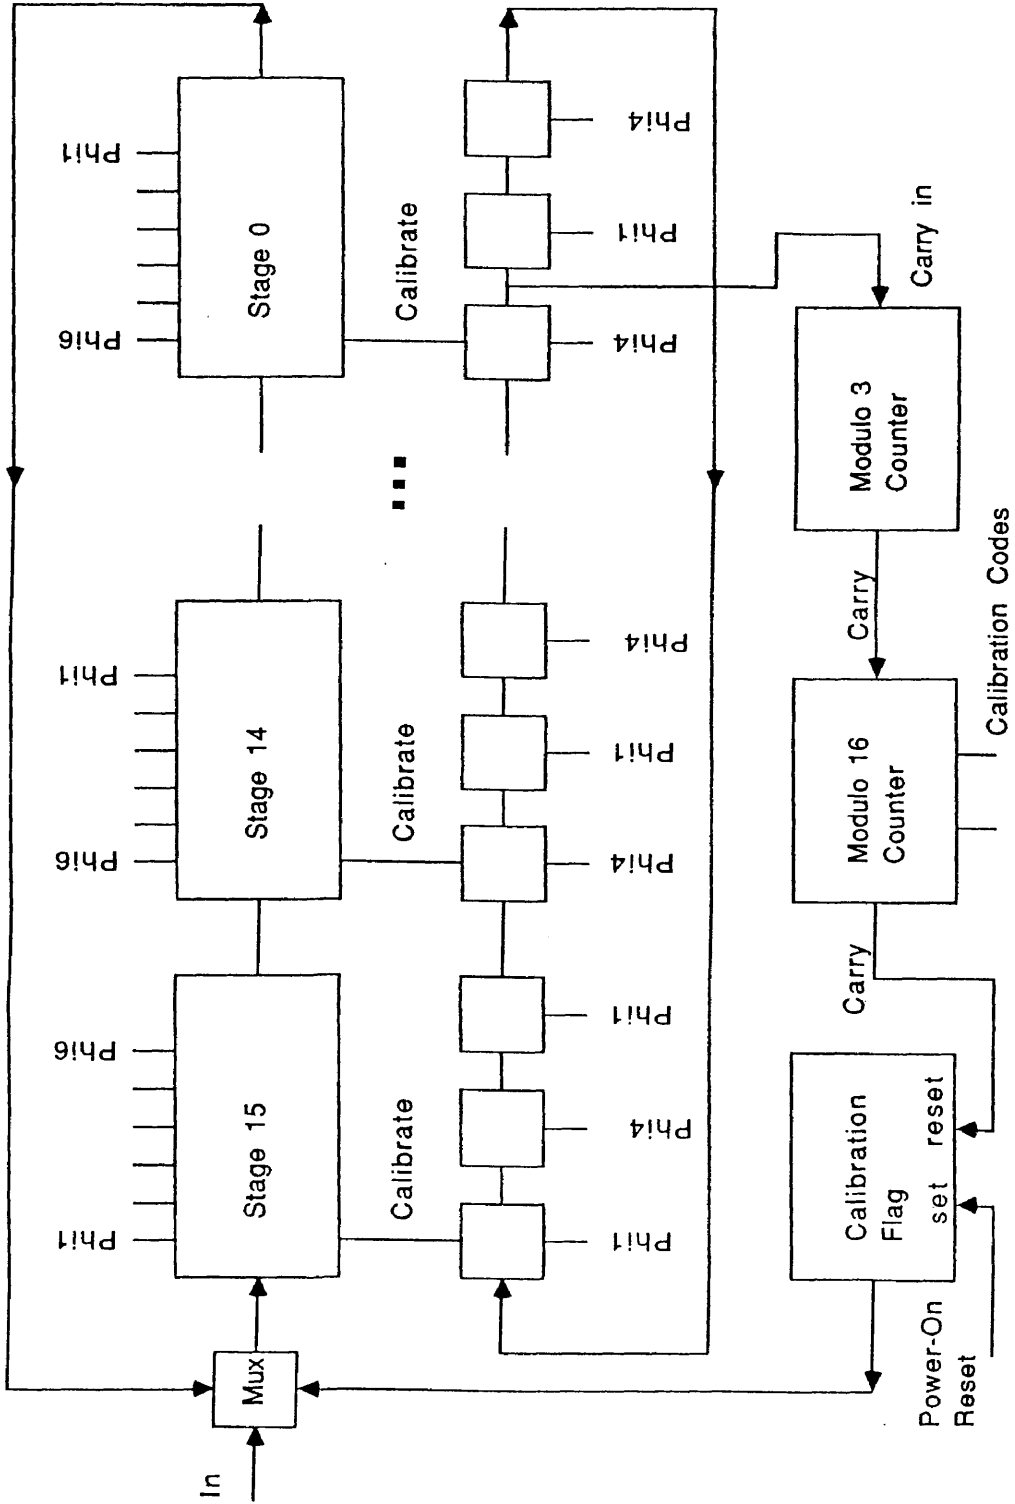 In
Mux
Phi1
Phi6
Stage 15
Calibrate
Phi1
Phi4
Phi1
Phi6
Phi1
Stage 14
Calibrate
Phi4
Phi1
Phi4
Phi6
Phi1
Stage 0
Calibrate
Phi4
Phi1
Phi4
Power-On
Reset
Calibration
Flag
set
reset
Carry
Modulo 16
Counter
Calibration Codes
Carry
Modulo 3
Counter
Carry in